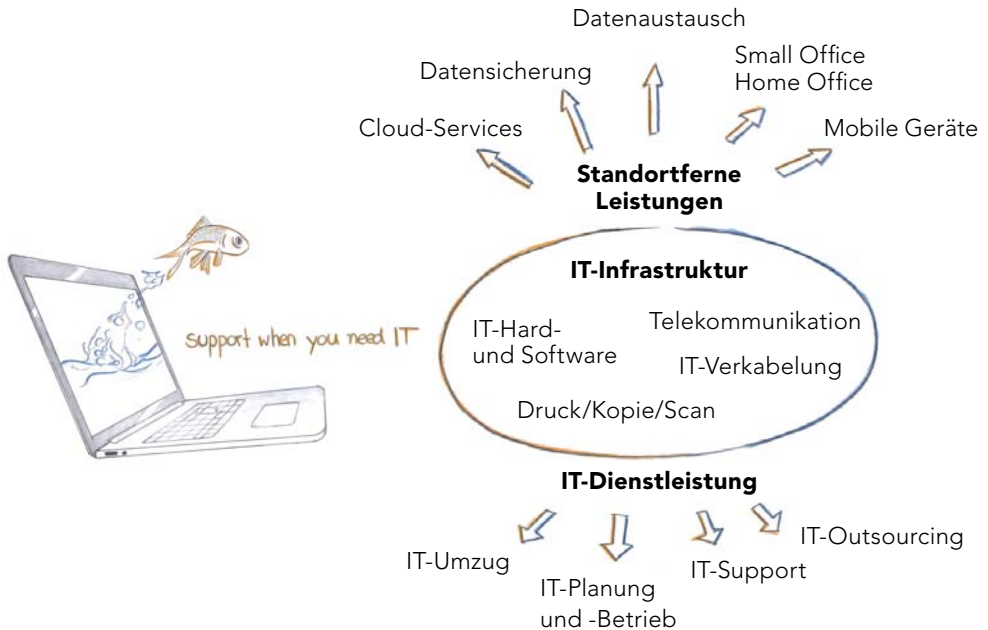 Datenaustausch
Small Office
Home Office
Datensicherung
Cloud-Services
Mobile Geräte
Standortferne
Leistungen
IT-Infrastruktur
support when you need IT
IT-Hard-
und Software
Telekommunikation
IT-Verkabelung
Druck/Kopie/Scan
IT-Dienstleistung
IT-Umzug
IT-Planung
und -Betrieb
IT-Support
IT-Outsourcing